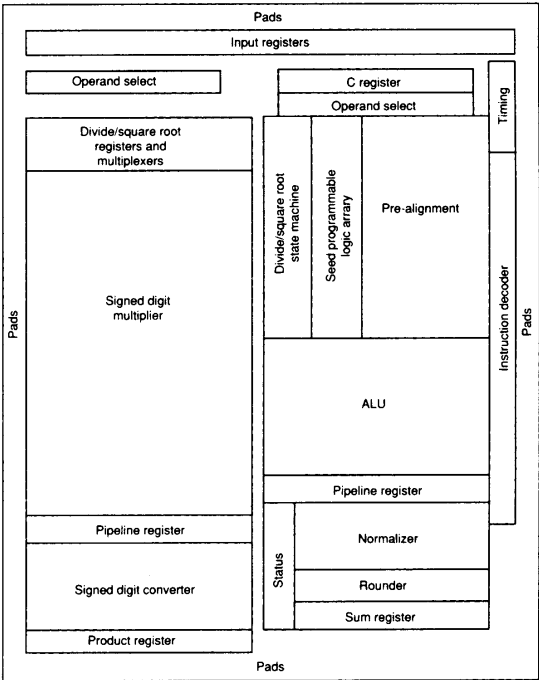 Pads
Input registers
Operand select
C register
Operand select
Timing
Divide/square root
registers and
multiplexers
Divide/square root
state machine
Seed programmable
logic arrary
Pre-alignment
Signed digit
multiplier
Pads
Instruction decoder
Pads
ALU
Pipeline register
Pipeline register
Status
Normalizer
Signed digit converter
Rounder
Sum register
Product register
Pads